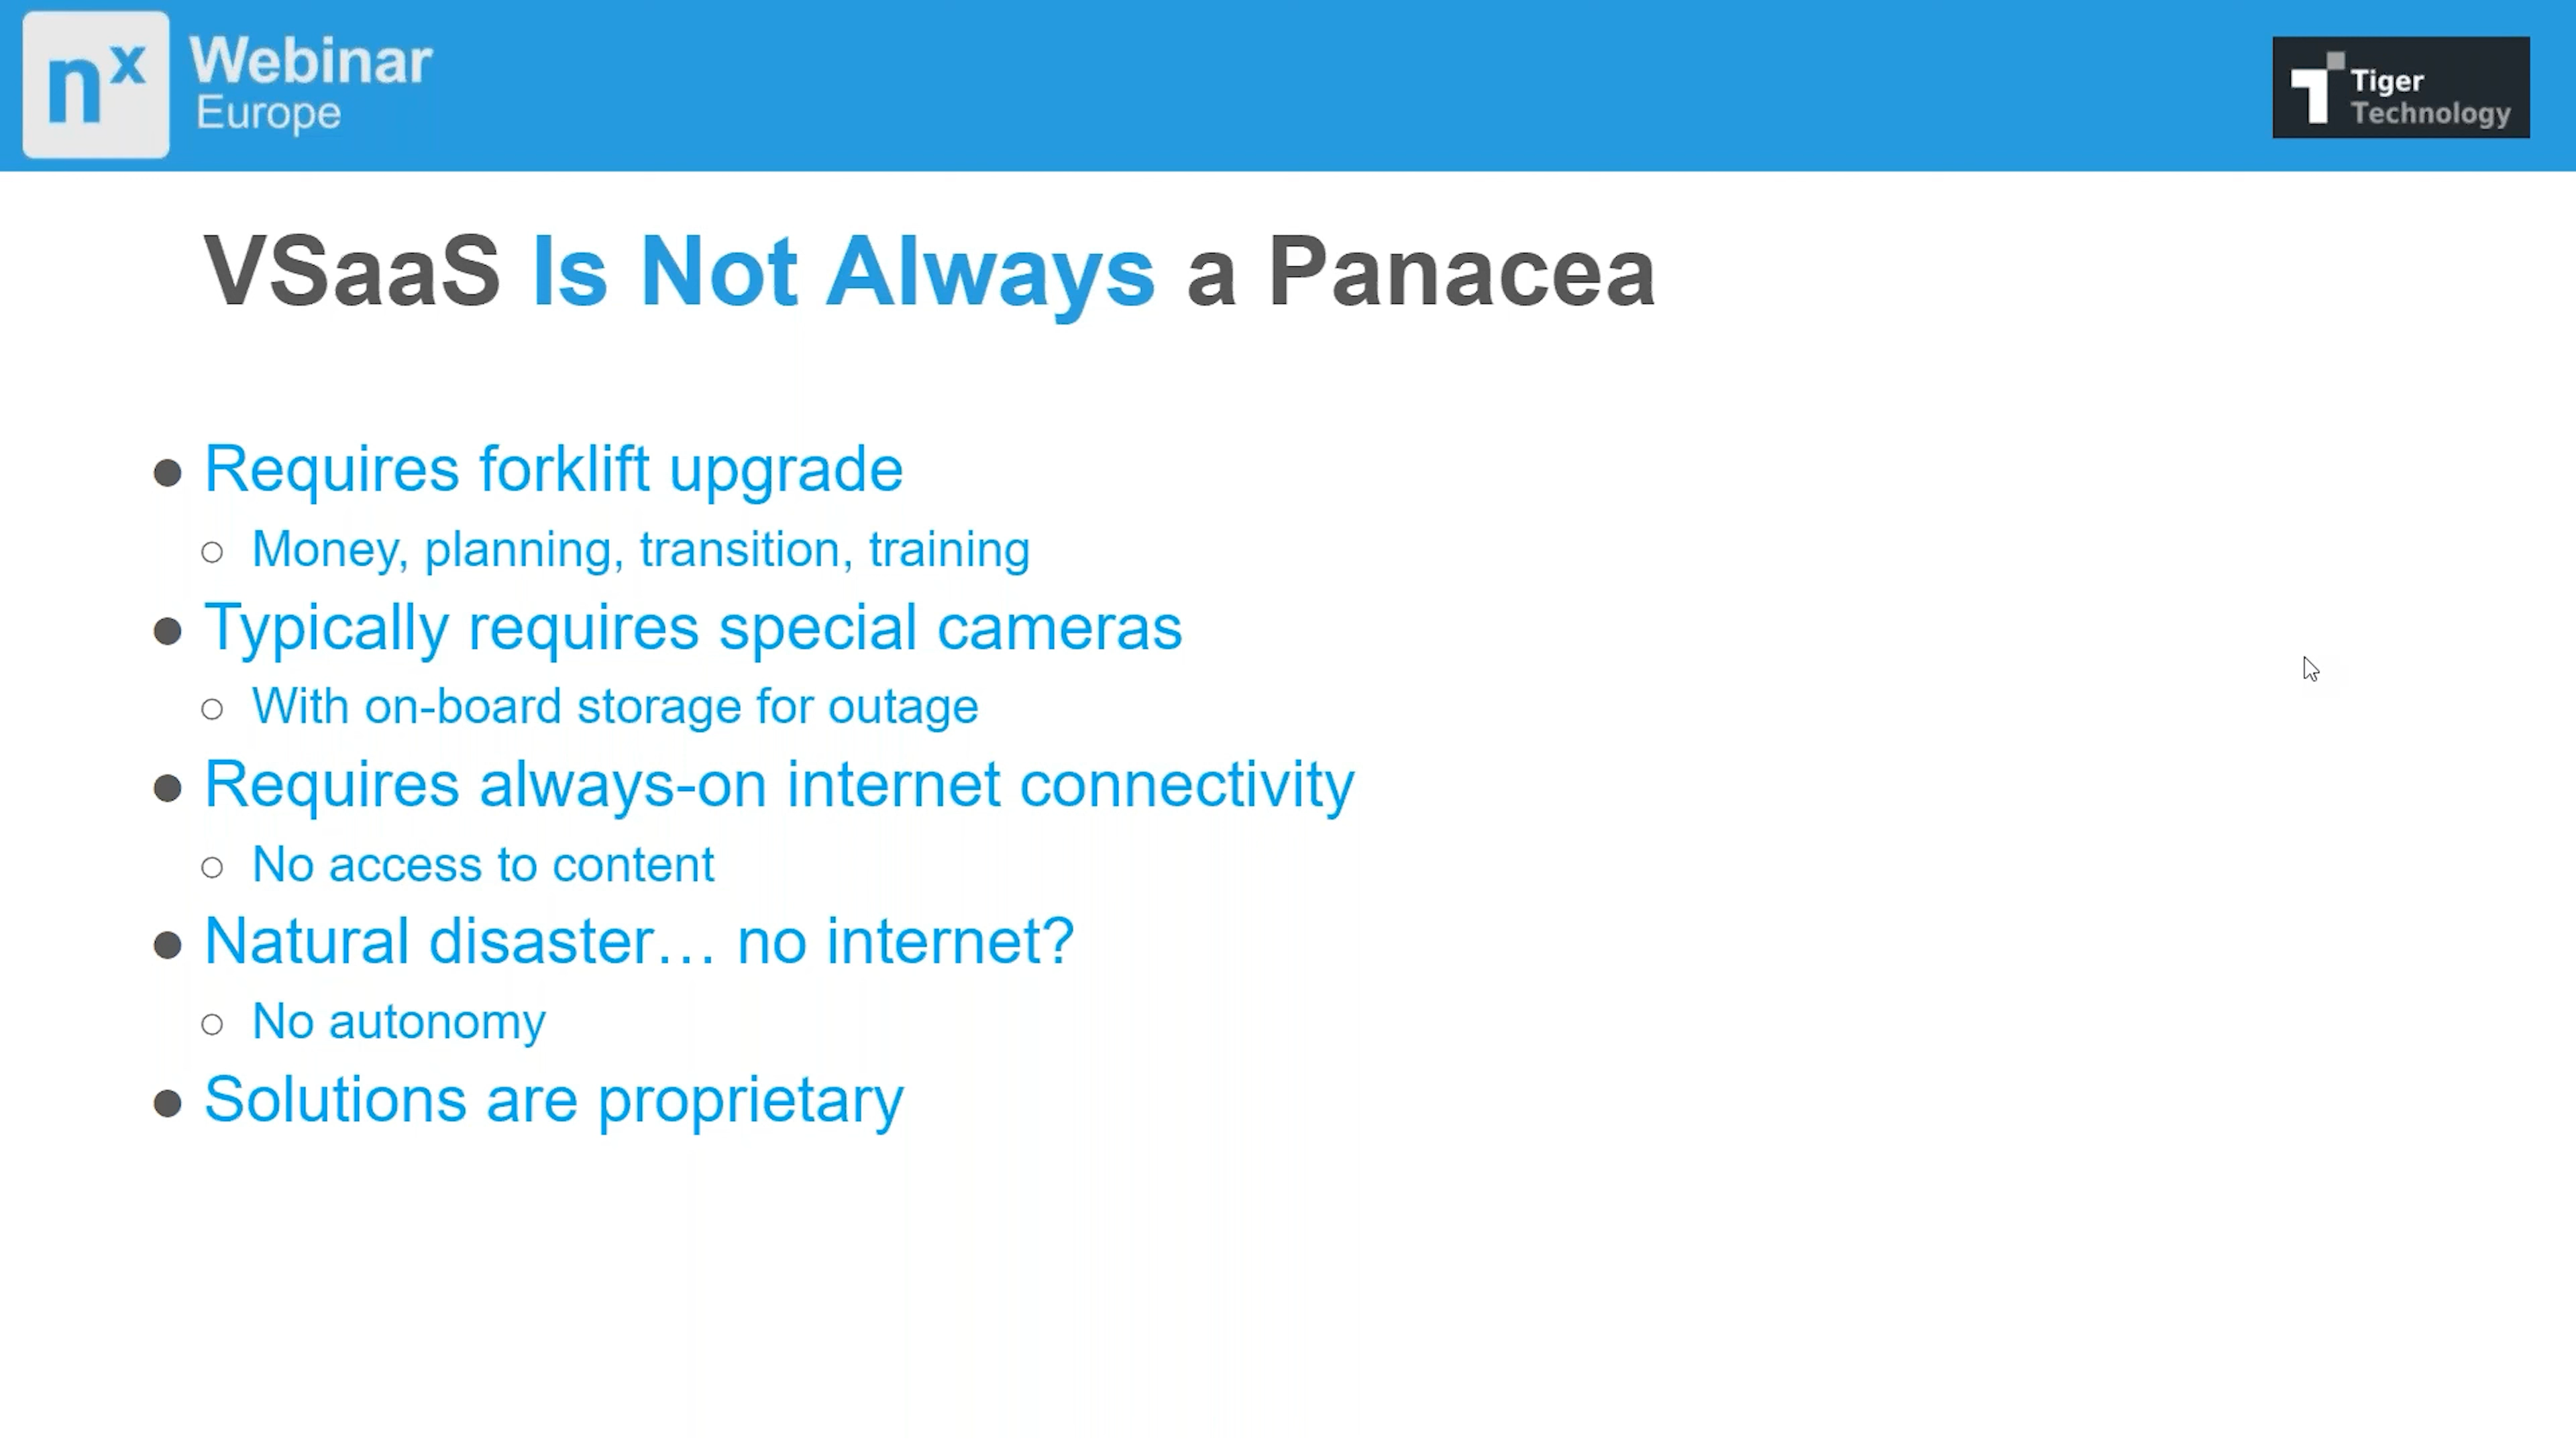 nx
Webinar
Europe
Tiger
Technology
VSaaS Is Not Always a Panacea
● Requires forklift upgrade
○ Money, planning, transition, training
● Typically requires special cameras
○ With on-board storage for outage
● Requires always-on internet connectivity
○ No access to content
● Natural disaster… no internet?
○ No autonomy
● Solutions are proprietary